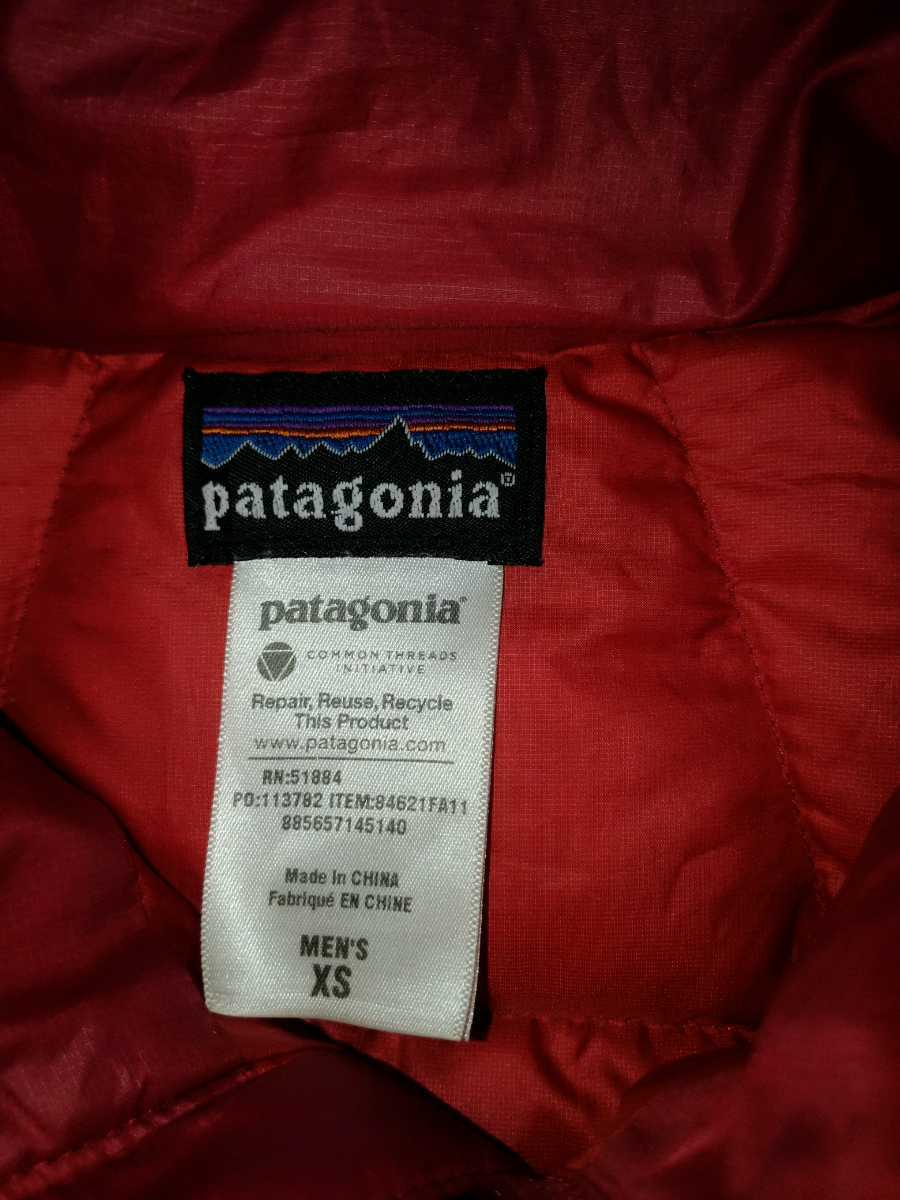 patagonia®
patagonia®
COMMON THREADS
INITIATIVE
Repair, Reuse, Recycle
This Product
www.patagonia.com
RN:51884
PO:113782 ITEM:84621FA11
885657145140
Made In CHINA
Fabriqué EN CHINE
MEN'S
XS